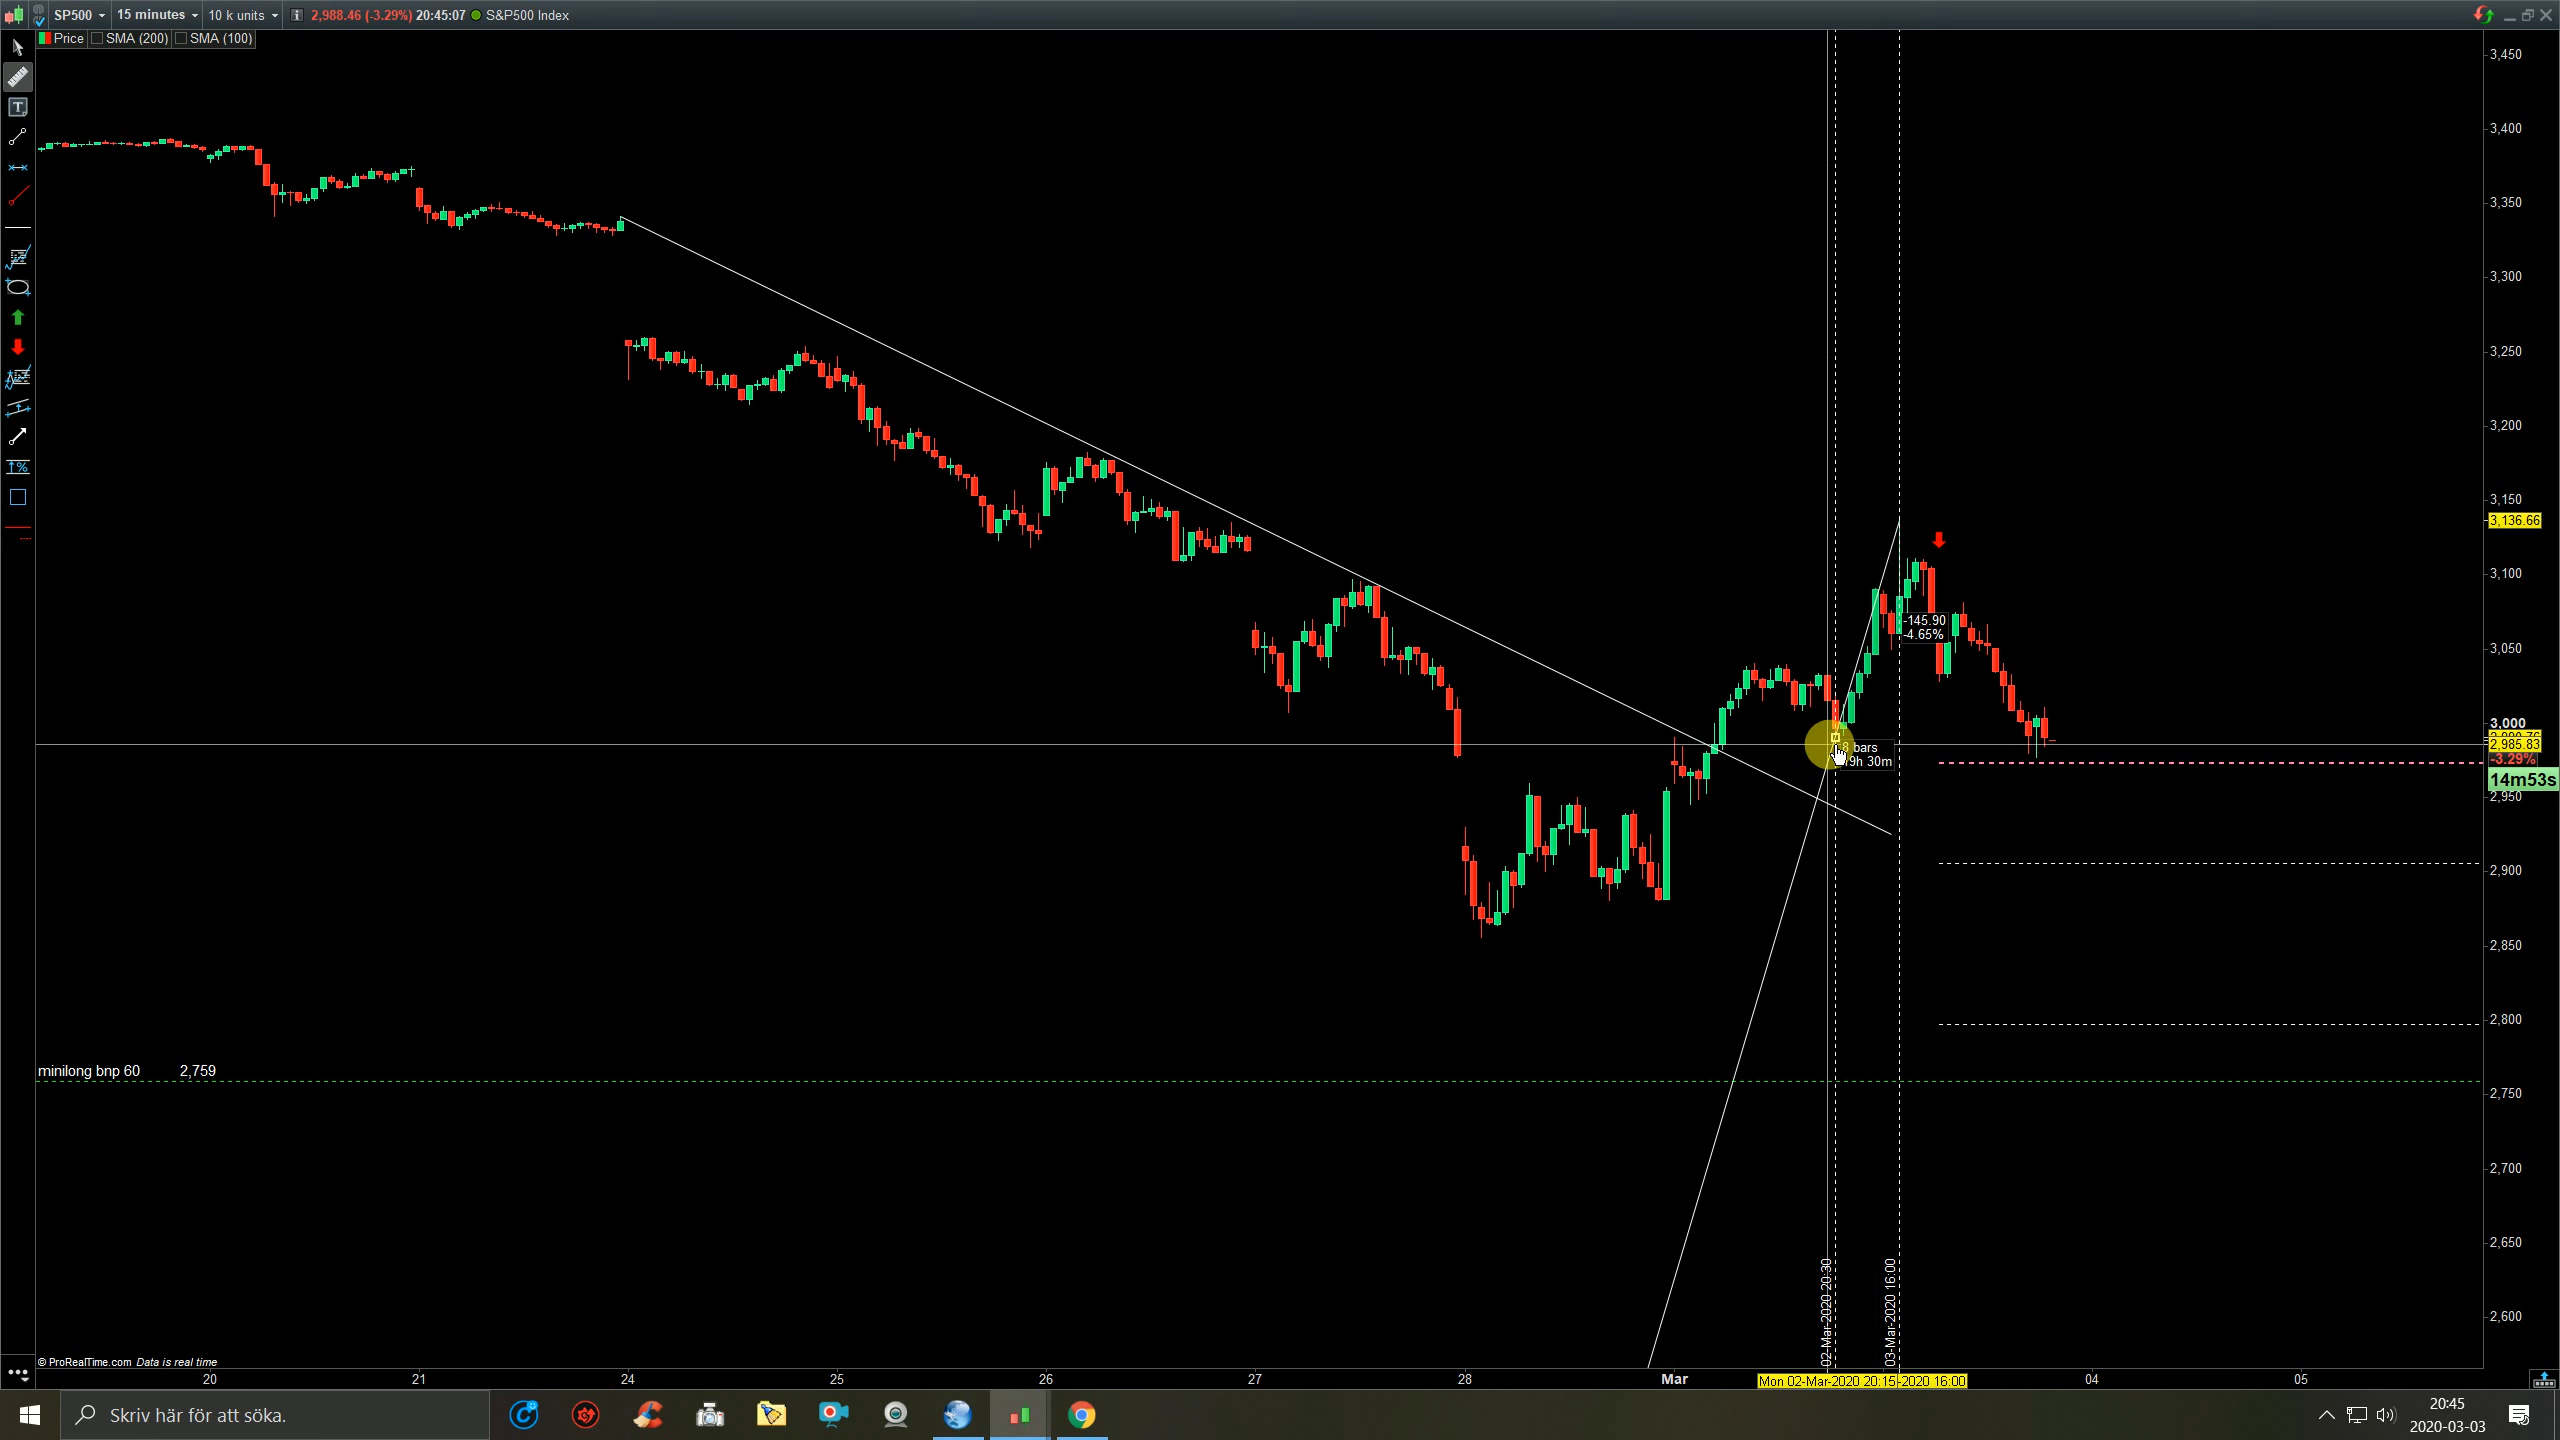 SP500 15 minutes 10 k units 2,988.46 (-3.29%) 20:45:07 S&P500 Index
Price SMA (200) SMA (100)
3,450
3,400
3,350
3,300
3,250
3,200
3,150
3,136.66
3,100
3,050
3,000
2,985.83
-3.29%
14m53s
2,950
2,900
2,850
2,800
2,750
2,700
2,650
2,600
-145.90
-4.65%
8 bars
19h 30m
minilong bnp 60 2,759
02-Mar-2020 20:30
03-Mar-2020 16:00
© ProRealTime.com Data is real time
20 21 24 25 26 27 28 Mar Mon 02-Mar-2020 20:15 -2020 16:00 04 05
Skriv här för att söka.
20:45
2020-03-03